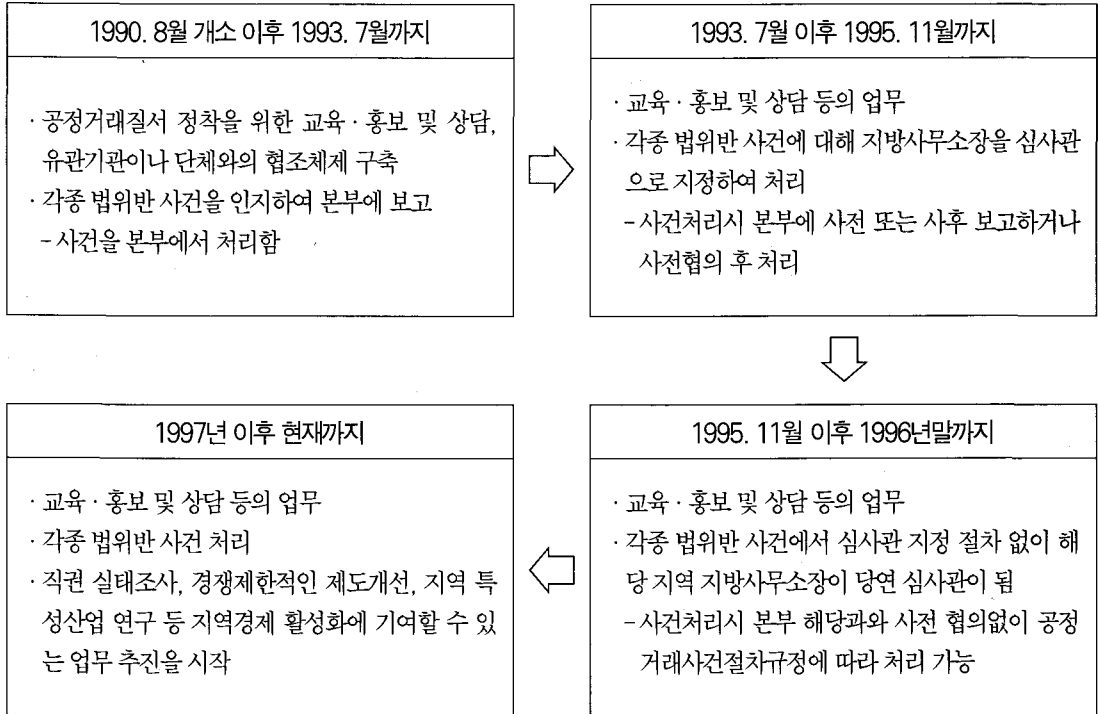 1990. 8월 개소 이후 1993. 7월까지
· 공정거래질서 정착을 위한 교육 · 홍보 및 상담,
유관기관이나 단체와의 협조체제 구축
· 각종 법위반 사건을 인지하여 본부에 보고
- 사건을 본부에서 처리함
1993. 7월 이후 1995. 11월까지
· 교육 · 홍보 및 상담 등의 업무
· 각종 법위반 사건에 대해 지방사무소장을 심사관
으로 지정하여 처리
- 사건처리시 본부에 사전 또는 사후 보고하거나
사전협의 후 처리
1995. 11월 이후 1996년말까지
· 교육 · 홍보 및 상담 등의 업무
· 각종 법위반 사건에서 심사관 지정 절차 없이 해
당 지역 지방사무소장이 당연 심사관이 됨
- 사건처리시 본부 해당과와 사전 협의없이 공정
거래사건절차규정에 따라 처리 가능
1997년 이후 현재까지
· 교육 · 홍보 및 상담 등의 업무
· 각종 법위반 사건 처리
· 직권 실태조사, 경쟁제한적인 제도개선, 지역 특
성산업 연구 등 지역경제 활성화에 기여할 수 있
는 업무 추진을 시작